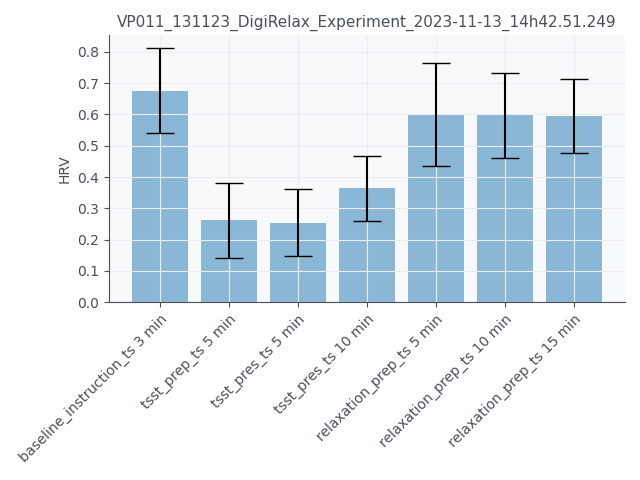 VP011_131123_DigiRelax_Experiment_2023-11-13_14h42.51.249
0.8
0.7
0.6
0.5
0.4
0.3
0.2
0.1
0.0
HRV
baseline_instruction_ts 3 min
tsst_prep_ts 5 min
tsst_pres_ts 5 min
tsst_pres_ts 10 min
relaxation_prep_ts 5 min
relaxation_prep_ts 10 min
relaxation_prep_ts 15 min